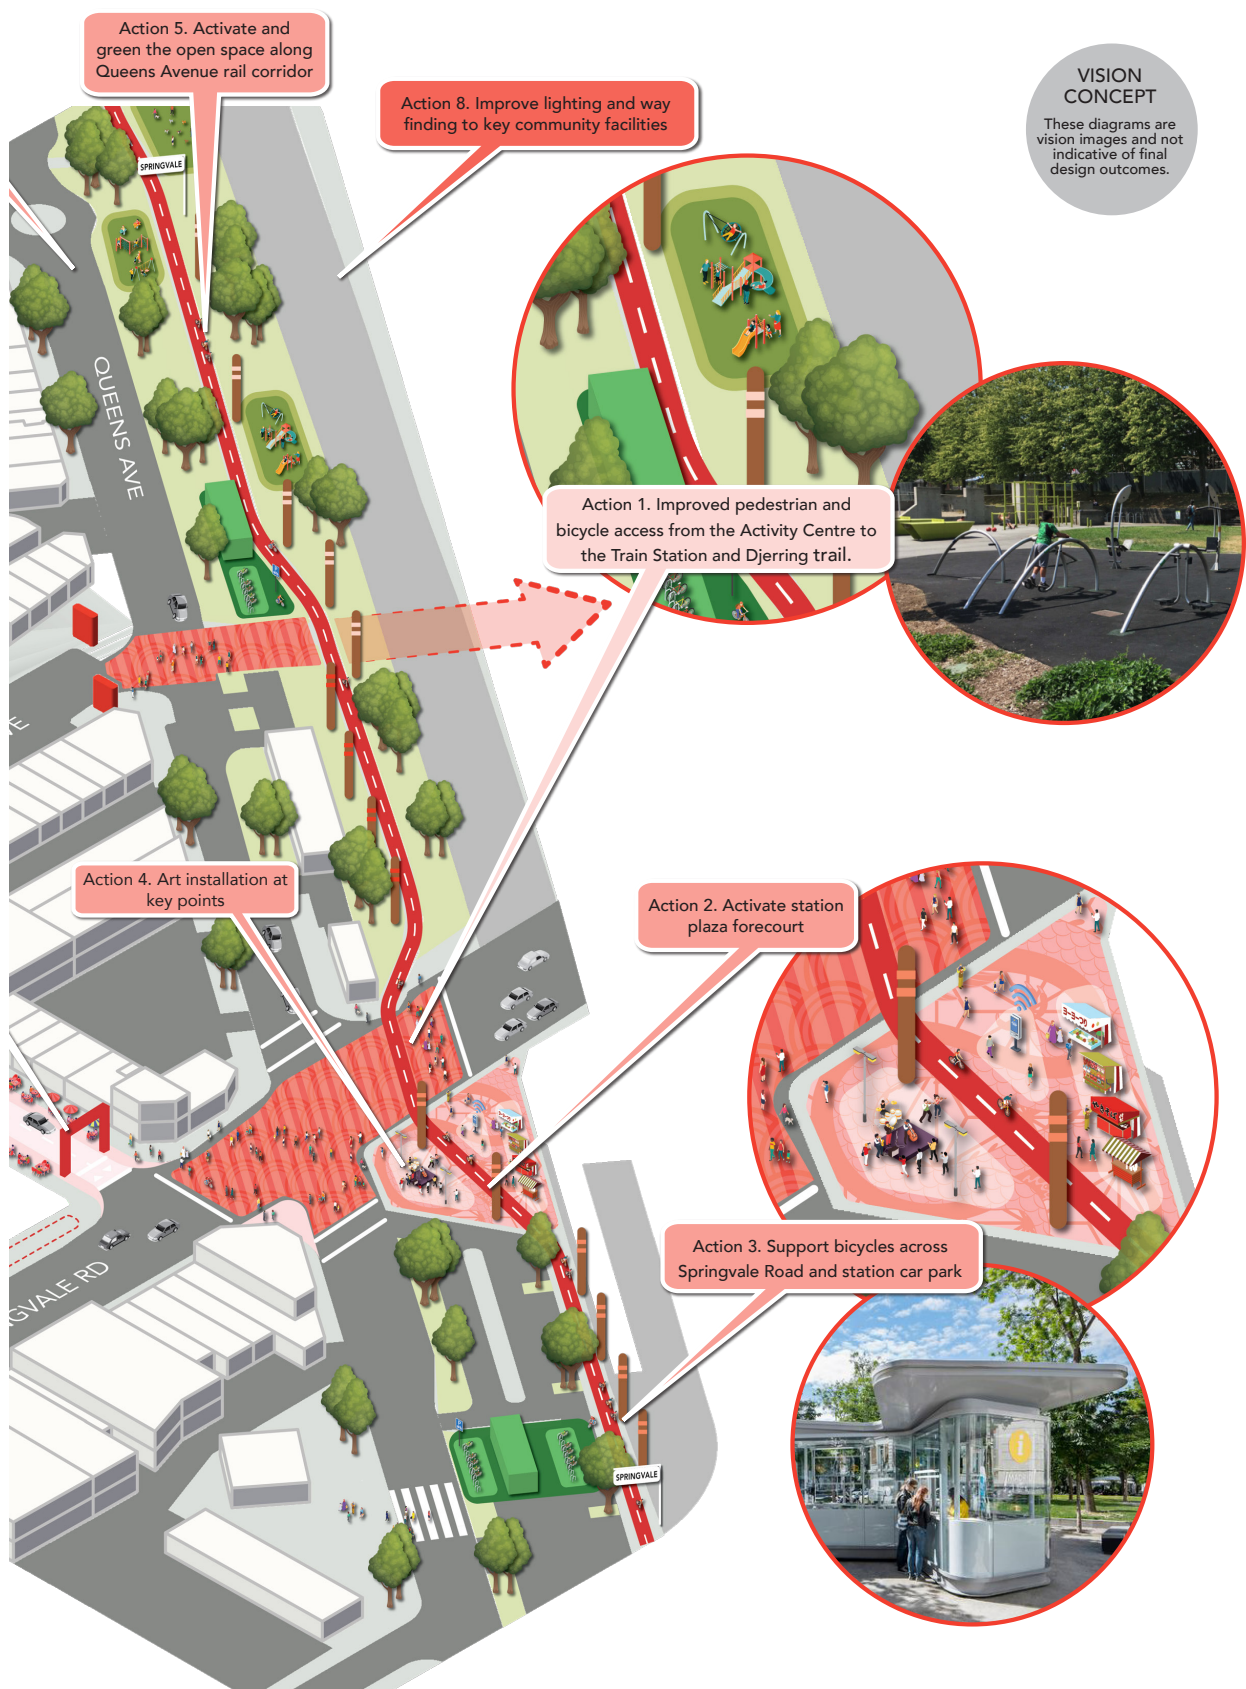 Action 5. Activate and
green the open space along
Queens Avenue rail corridor
Action 8. Improve lighting and way
finding to key community facilities
VISION
CONCEPT
These diagrams are
vision images and not
indicative of final
design outcomes.
SPRINGVALE
QUEENS AVE
Action 1. Improved pedestrian and
bicycle access from the Activity Centre to
the Train Station and Djerring trail.
Action 4. Art installation at
key points
Action 2. Activate station
plaza forecourt
Action 3. Support bicycles across
Springvale Road and station car park
GVALE RD
SPRINGVALE
i